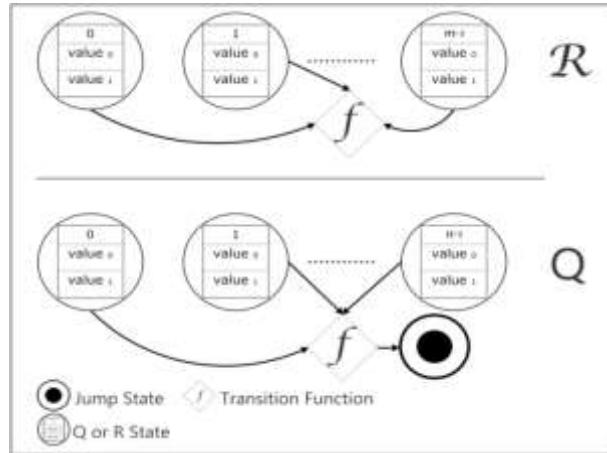 0 1 m-1
value 0 value 0 value 0
value 1 value 1 value 1
R
f
0 1 n-1
value 0 value 0 value 0
value 1 value 1 value 1
Q
f
Jump State f Transition Function
Q or R State